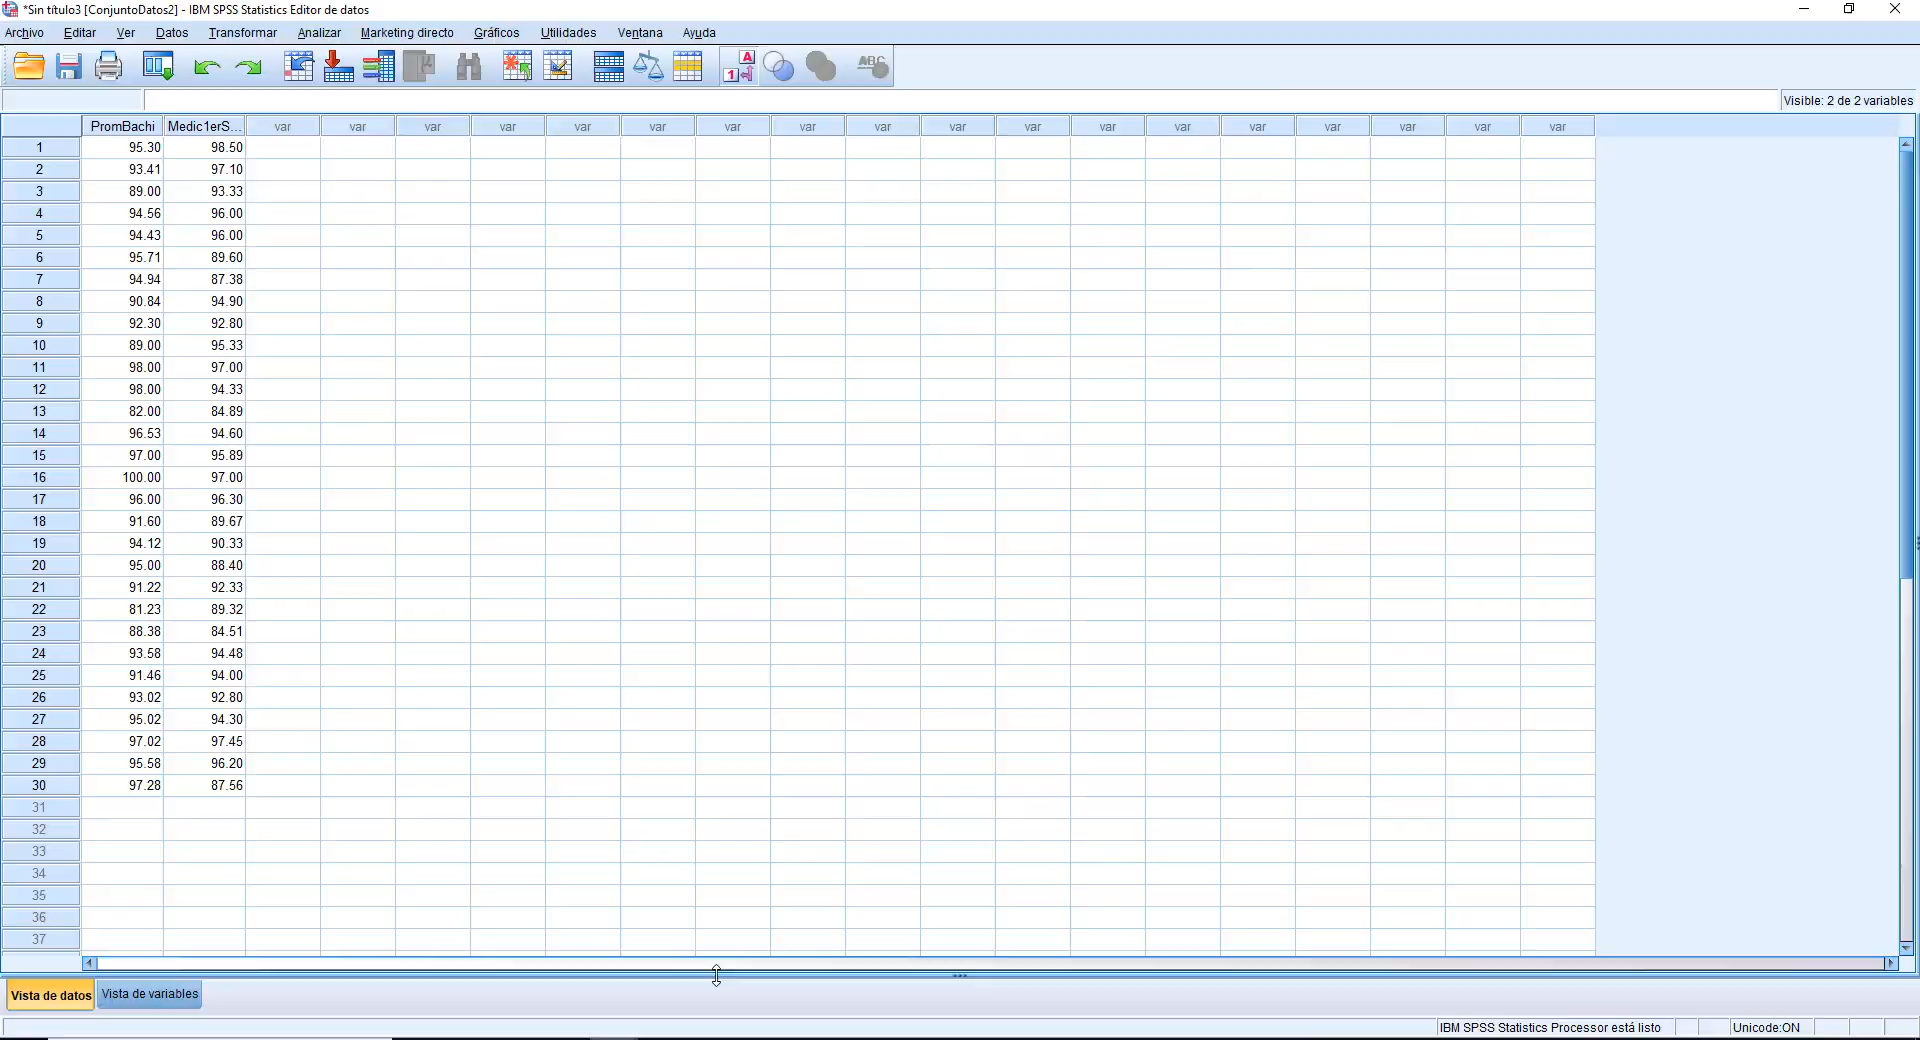 *Sin título3 [ConjuntoDatos2] - IBM SPSS Statistics Editor de datos
Archivo Editar Ver Datos Transformar Analizar Marketing directo Gráficos Utilidades Ventana Ayuda
A
1
ABC
Visible: 2 de 2 variables
PromBachi Medic1erS... var var var var var var var var var var var var var var var var var var
1 95.30 98.50
2 93.41 97.10
3 89.00 93.33
4 94.56 96.00
5 94.43 96.00
6 95.71 89.60
7 94.94 87.38
8 90.84 94.90
9 92.30 92.80
10 89.00 95.33
11 98.00 97.00
12 98.00 94.33
13 82.00 84.89
14 96.53 94.60
15 97.00 95.89
16 100.00 97.00
17 96.00 96.30
18 91.60 89.67
19 94.12 90.33
20 95.00 88.40
21 91.22 92.33
22 81.23 89.32
23 88.38 84.51
24 93.58 94.48
25 91.46 94.00
26 93.02 92.80
27 95.02 94.30
28 97.02 97.45
29 95.58 96.20
30 97.28 87.56
31
32
33
34
35
36
37
Vista de datos Vista de variables
IBM SPSS Statistics Processor está listo Unicode:ON